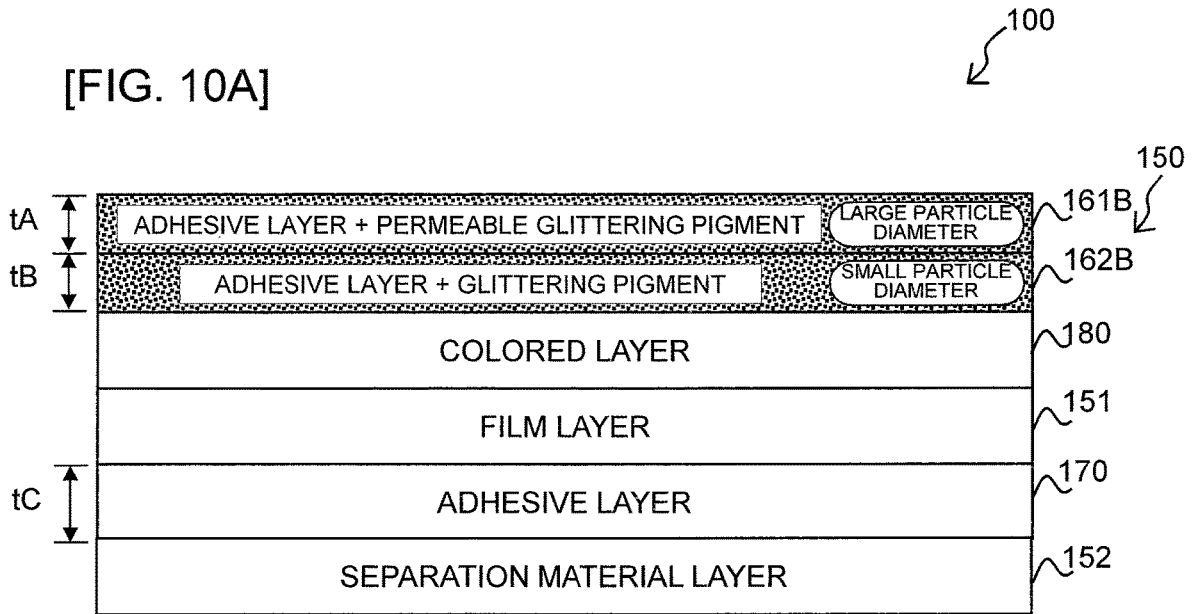 100
[FIG. 10A]
150
tA
ADHESIVE LAYER + PERMEABLE GLITTERING PIGMENT
LARGE PARTICLE
DIAMETER
161B
tB
ADHESIVE LAYER + GLITTERING PIGMENT
SMALL PARTICLE
DIAMETER
162B
COLORED LAYER
180
FILM LAYER
151
tC
ADHESIVE LAYER
170
SEPARATION MATERIAL LAYER
152